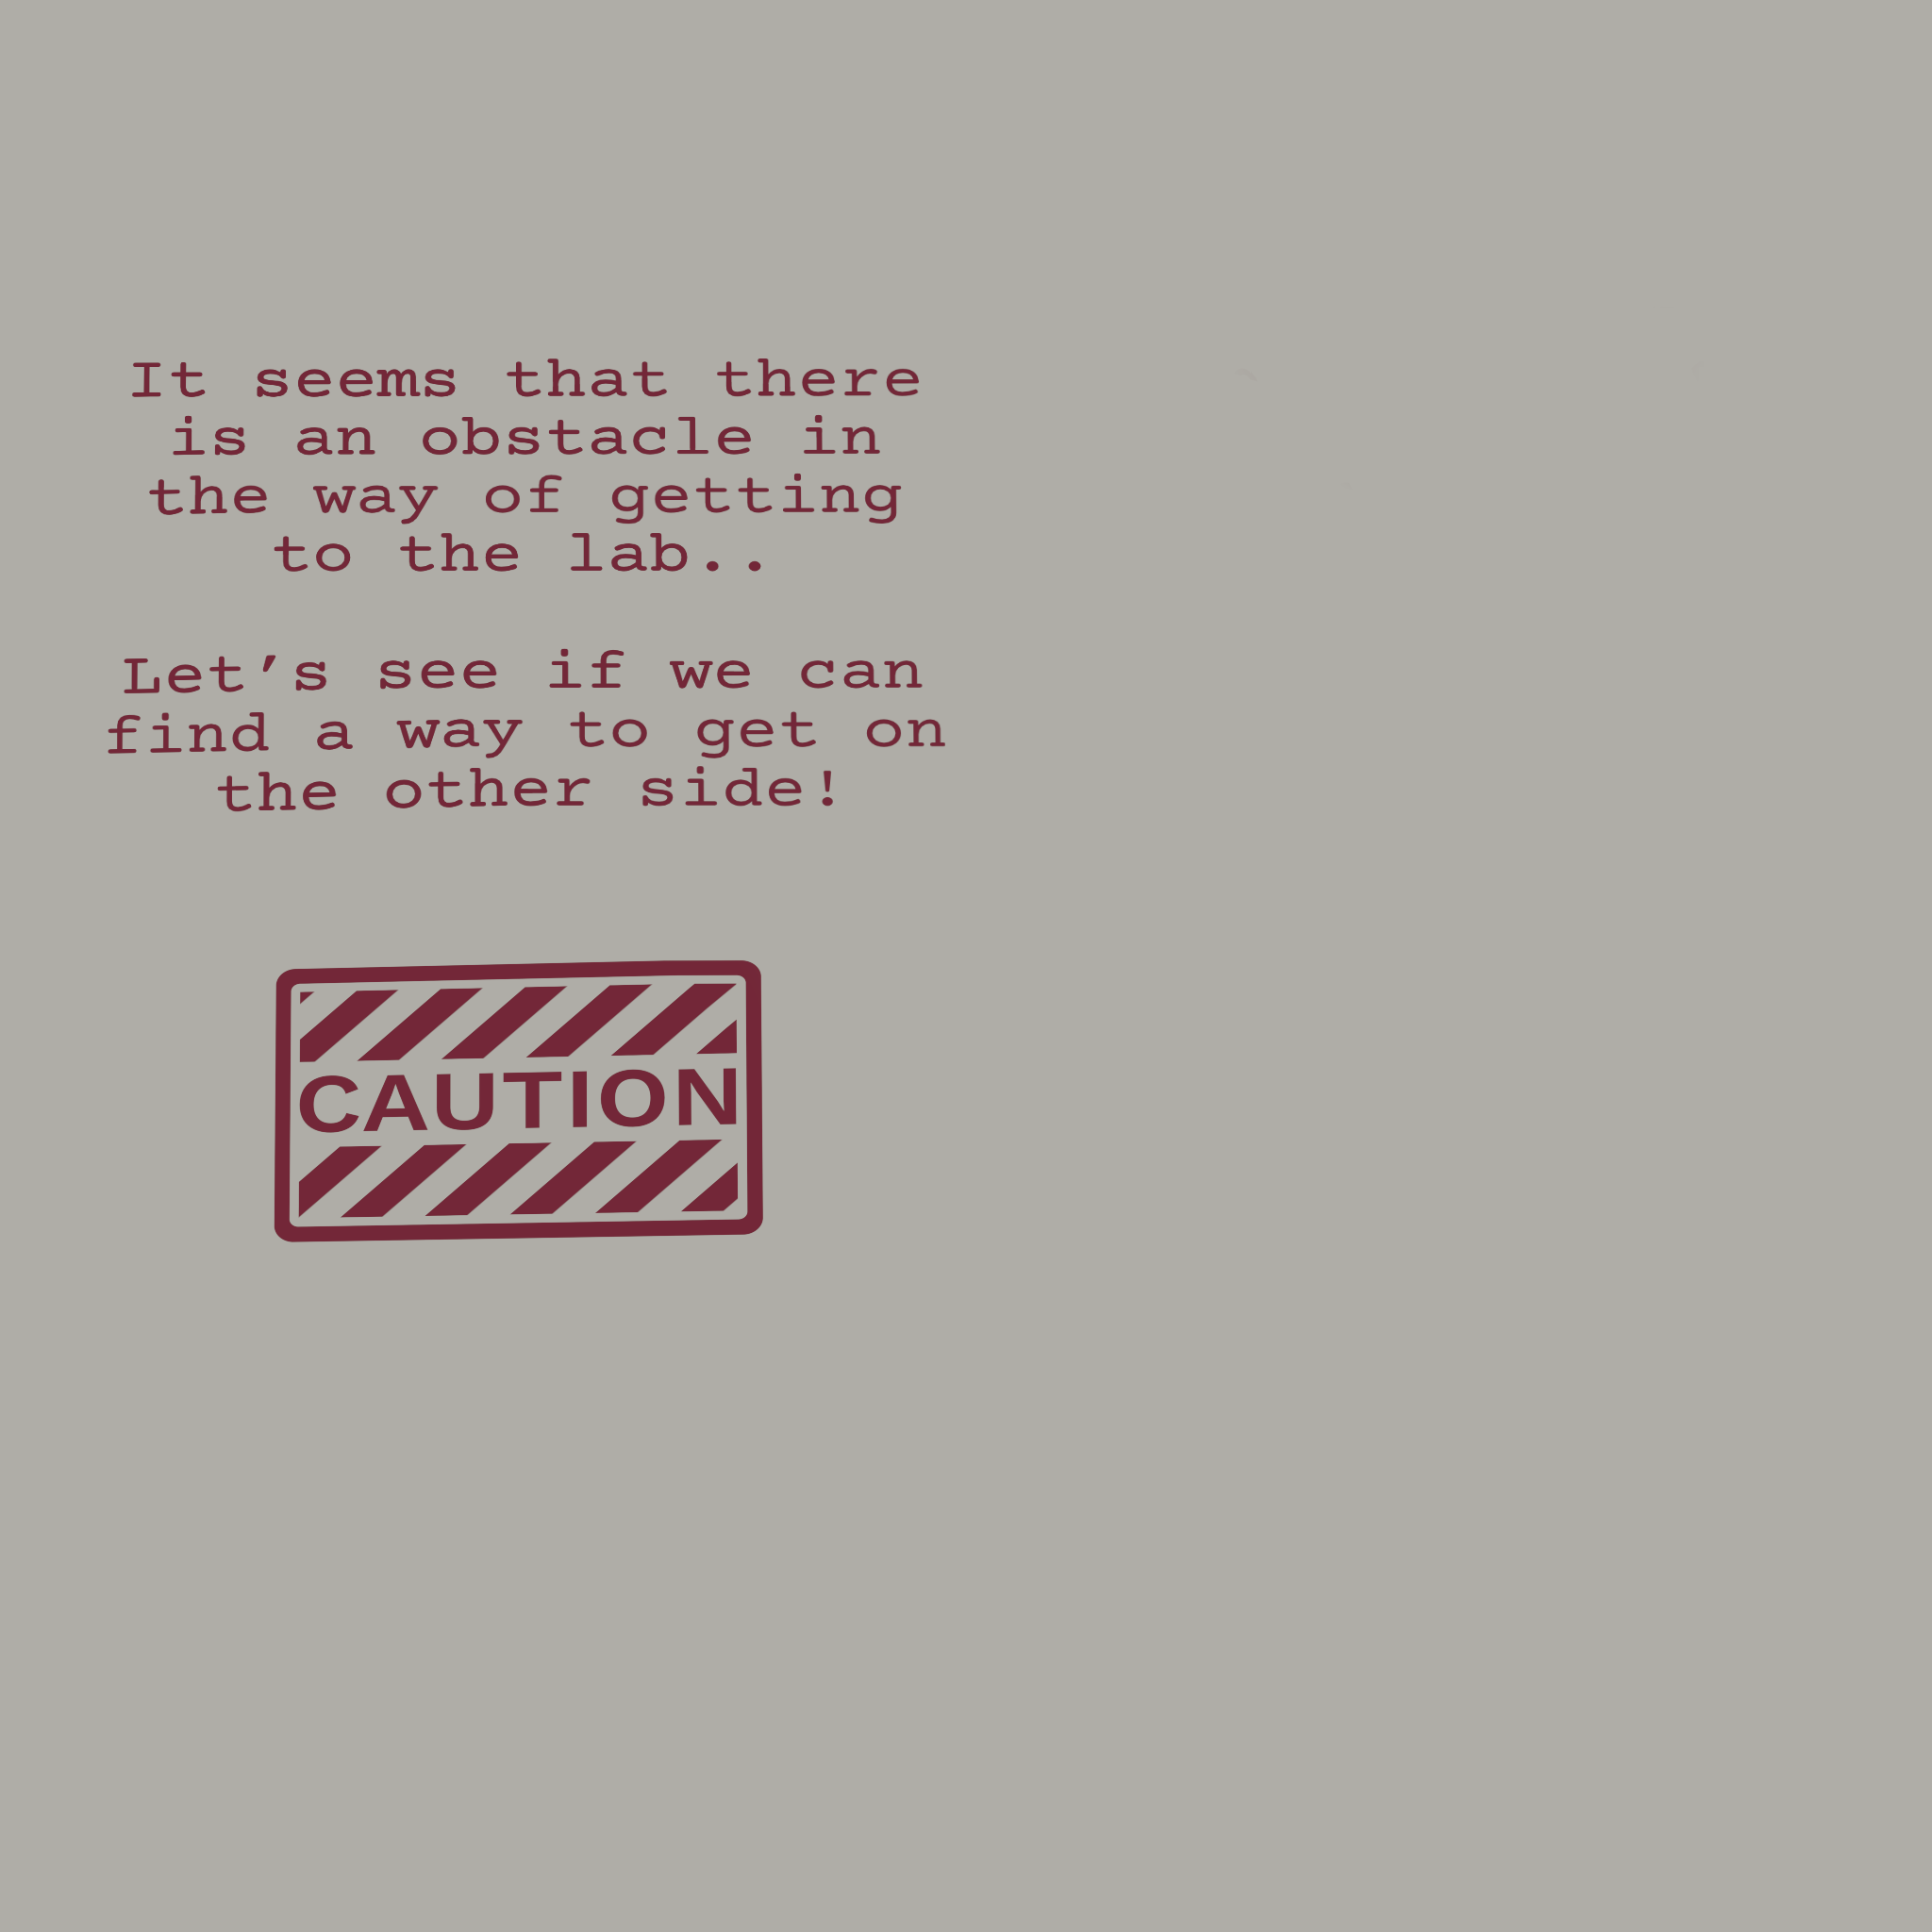 It seems that there
is an obstacle in
the way of getting
to the lab..
Let’s see if we can
find a way to get on
the other side!
CAUTION